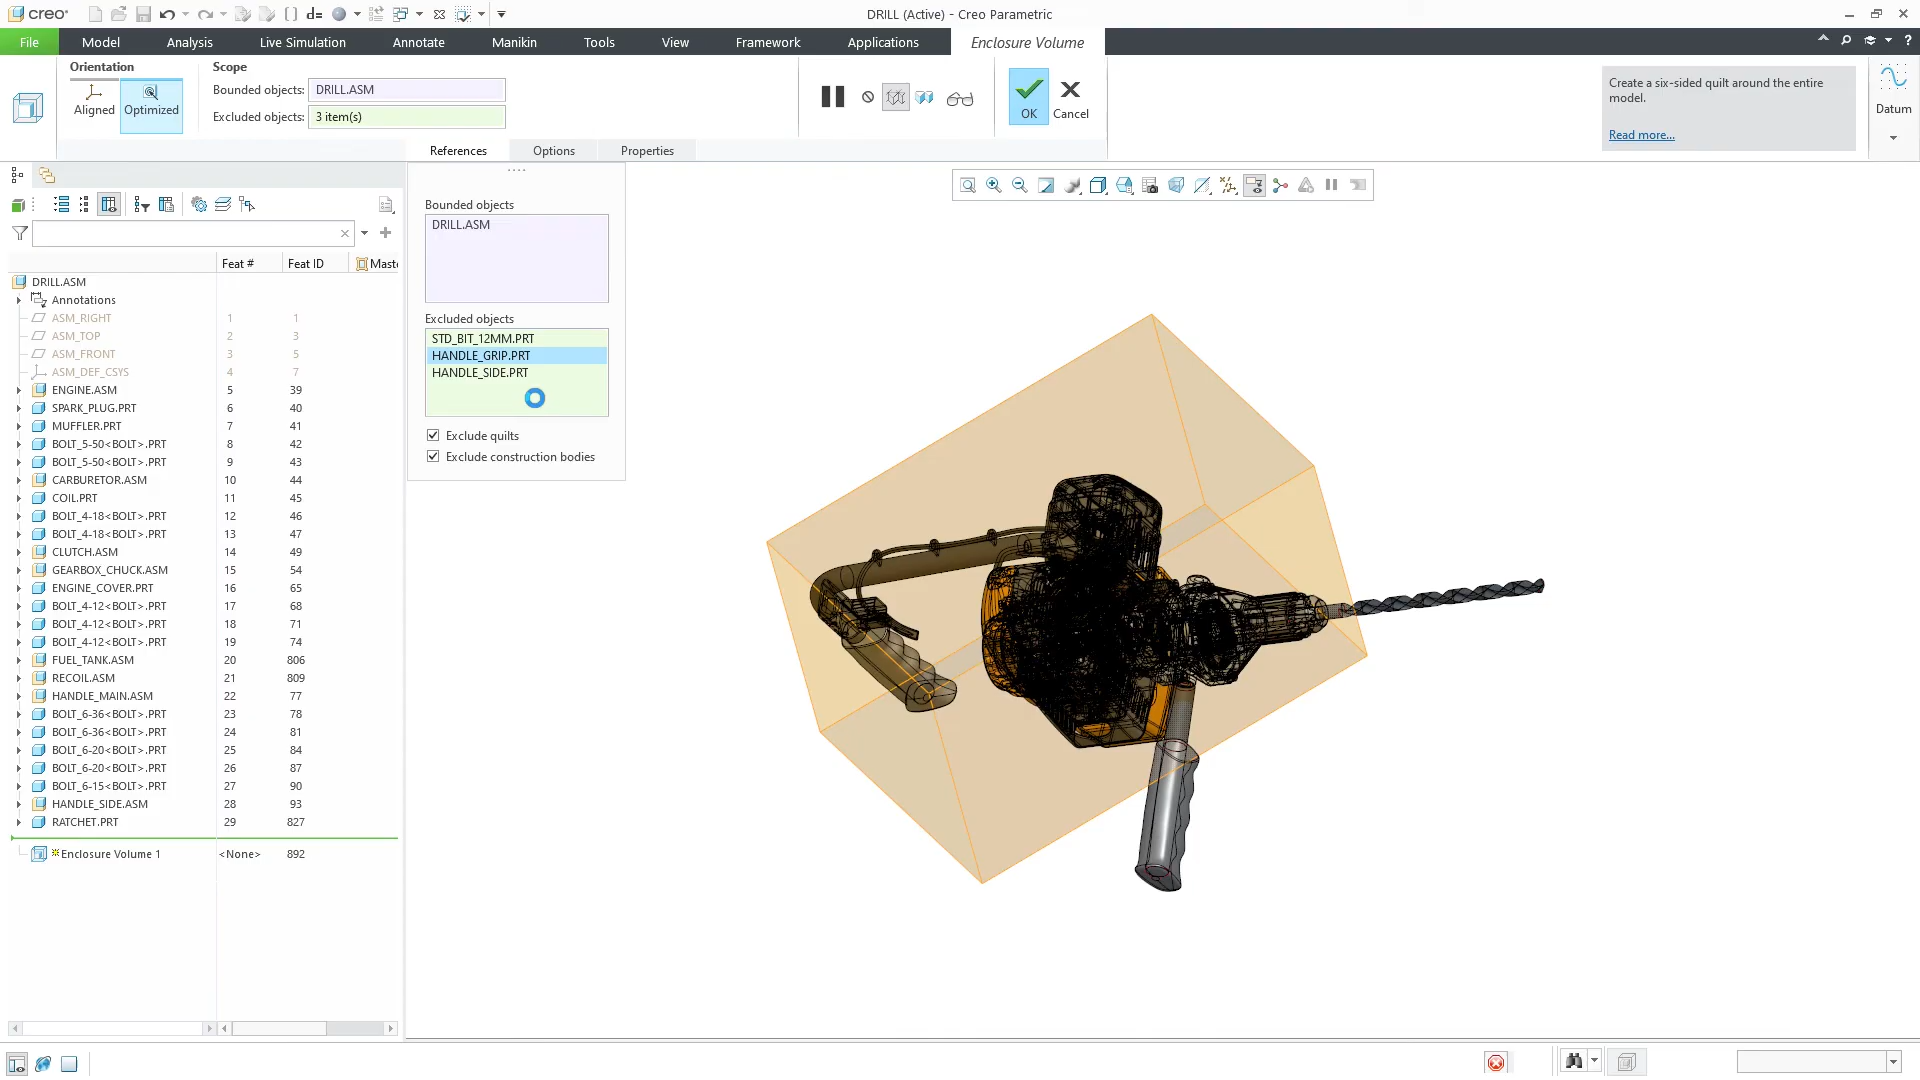 creo
d=
DRILL (Active) - Creo Parametric
File
Model
Analysis
Live Simulation
Annotate
Manikin
Tools
View
Framework
Applications
Enclosure Volume
?
Orientation
Aligned
Optimized
Scope
Bounded objects:
DRILL.ASM
Excluded objects:
3 item(s)
OK
Cancel
Create a six-sided quilt around the entire
model.
Read more...
Datum
References
Options
Properties
Bounded objects
DRILL.ASM
Excluded objects
STD_BIT_12MM.PRT
HANDLE_GRIP.PRT
HANDLE_SIDE.PRT
Exclude quilts
Exclude construction bodies
Feat # Feat ID Maste
DRILL.ASM
Annotations
ASM_RIGHT 1 1
ASM_TOP 2 3
ASM_FRONT 3 5
ASM_DEF_CSYS 4 7
ENGINE.ASM 5 39
SPARK_PLUG.PRT 6 40
MUFFLER.PRT 7 41
BOLT_5-50<BOLT>.PRT 8 42
BOLT_5-50<BOLT>.PRT 9 43
CARBURETOR.ASM 10 44
COIL.PRT 11 45
BOLT_4-18<BOLT>.PRT 12 46
BOLT_4-18<BOLT>.PRT 13 47
CLUTCH.ASM 14 49
GEARBOX_CHUCK.ASM 15 54
ENGINE_COVER.PRT 16 65
BOLT_4-12<BOLT>.PRT 17 68
BOLT_4-12<BOLT>.PRT 18 71
BOLT_4-12<BOLT>.PRT 19 74
FUEL_TANK.ASM 20 806
RECOIL.ASM 21 809
HANDLE_MAIN.ASM 22 77
BOLT_6-36<BOLT>.PRT 23 78
BOLT_6-36<BOLT>.PRT 24 81
BOLT_6-20<BOLT>.PRT 25 84
BOLT_6-20<BOLT>.PRT 26 87
BOLT_6-15<BOLT>.PRT 27 90
HANDLE_SIDE.ASM 28 93
RATCHET.PRT 29 827
Enclosure Volume 1 <None> 892